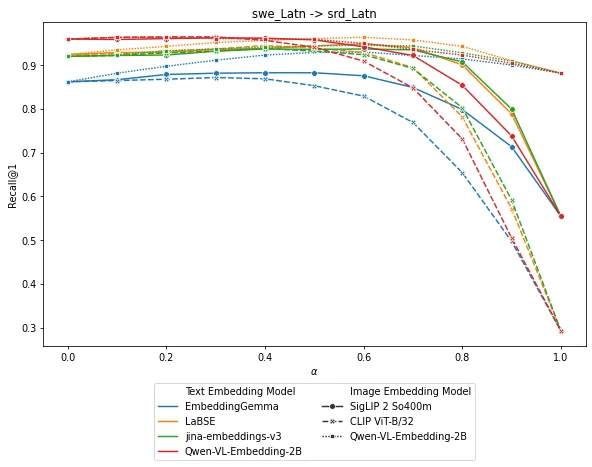 swe_Latn -> srd_Latn
Recall@1
0.9
0.8
0.7
0.6
0.5
0.4
0.3
0.0
0.2
0.4
0.6
0.8
1.0
α
Text Embedding Model
EmbeddingGemma
LaBSE
jina-embeddings-v3
Qwen-VL-Embedding-2B
Image Embedding Model
SigLIP 2 So400m
CLIP ViT-B/32
Qwen-VL-Embedding-2B